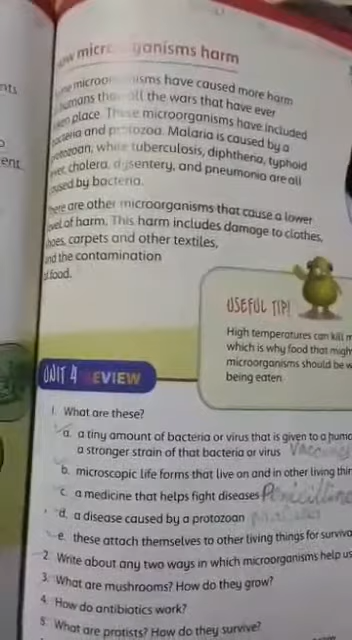 nts
ent
microorganisms harm
microorganisms have caused more harm
humans than all the wars that have ever
place. These microorganisms have included
bacteria and protozoa. Malaria is caused by a
protozoan, while tuberculosis, diphtheria, typhoid
cholera, dysentery, and pneumonia are all
by bacteria.
are other microorganisms that cause a lower
level of harm. This harm includes damage to clothes,
shoes, carpets and other textiles,
and the contamination
of food.
USEFUL TIP!
High temperatures can kill
which is why food that
microorganisms should be
being eaten.
UNIT 4 REVIEW
1. What are these?
a. a tiny amount of bacteria or virus that is given to a
a stronger strain of that bacteria or virus
b. microscopic life forms that live on and in other living
c. a medicine that helps fight diseases
d. a disease caused by a protozoan
e. these attach themselves to other living things for
2. Write about any two ways in which microorganisms help us
3. What are mushrooms? How do they grow?
4. How do antibiotics work?
5. What are protists? How do they survive?